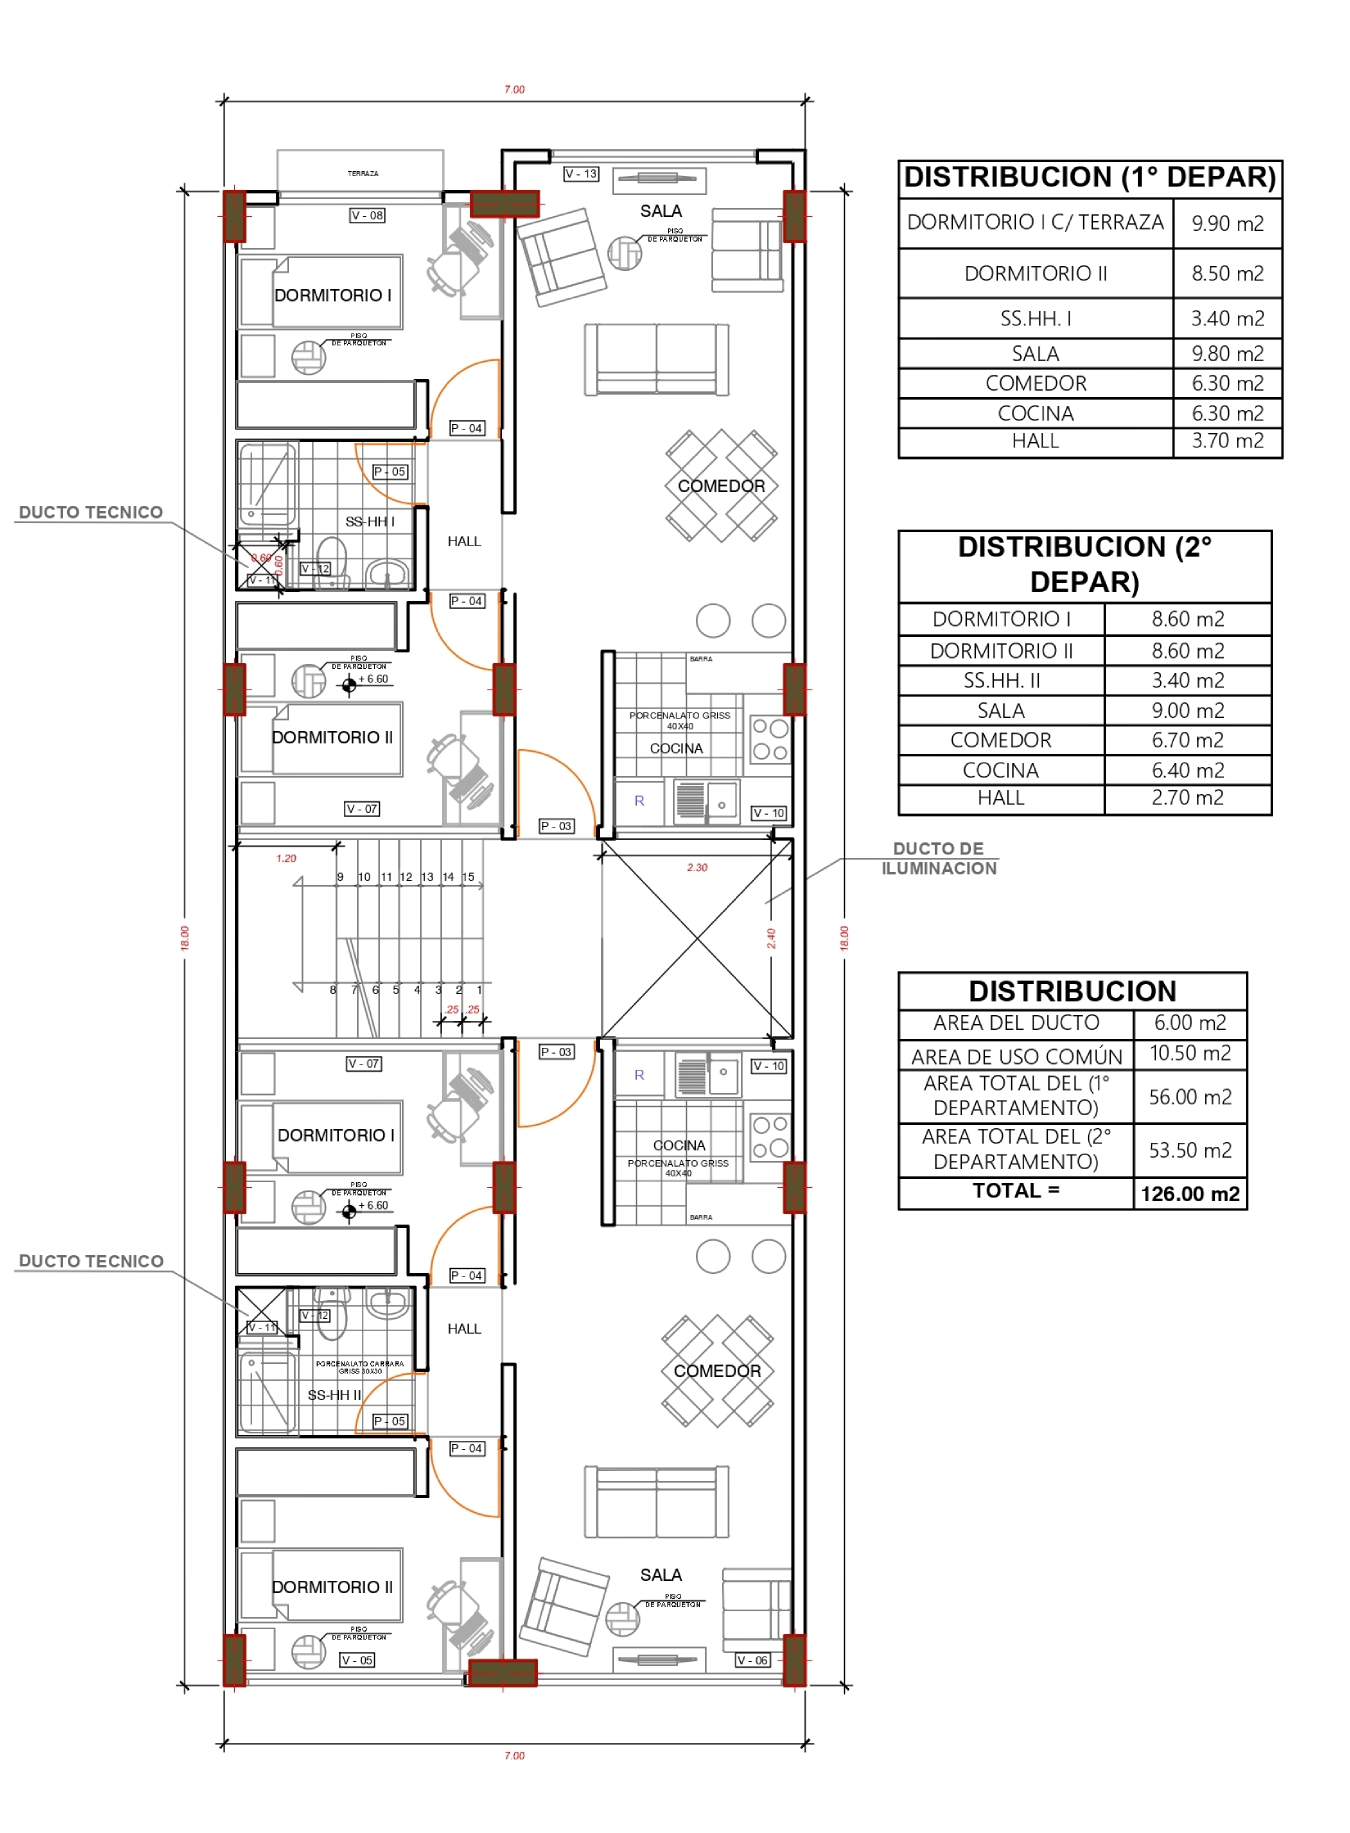 7.00
TERRAZA
V - 08
V - 13
SALA
PISO
DE PARQUETON
DORMITORIO I
PISO
DE PARQUETON
P - 04
P - 05
COMEDOR
DUCTO TECNICO
SS-HH I
HALL
0.60
0.60
V - 11
V - 12
P - 04
PISO
DE PARQUETON
+ 6.60
BARRA
PORCENALATO GRISS
40X40
COCINA
DORMITORIO II
R
V - 07
V - 10
P - 03
1.20
2.30
DUCTO DE
ILUMINACION
9 10 11 12 13 14 15
18.00
2.40
18.00
8 7 6 5 4 3 2 1
.25 .25
V - 07
P - 03
V - 10
R
DORMITORIO I
COCINA
PORCENALATO GRISS
40X40
PISO
DE PARQUETON
+ 6.60
BARRA
DUCTO TECNICO
P - 04
V - 11
V - 12
HALL
PORCENALATO CARRARA
GRISS 30X30
SS-HH II
COMEDOR
P - 05
P - 04
DORMITORIO II
SALA
PISO
DE PARQUETON
PISO
DE PARQUETON
V - 05
V - 06
7.00
DISTRIBUCION (1° DEPAR)
DORMITORIO I C/ TERRAZA 9.90 m2
DORMITORIO II 8.50 m2
SS.HH. I 3.40 m2
SALA 9.80 m2
COMEDOR 6.30 m2
COCINA 6.30 m2
HALL 3.70 m2
DISTRIBUCION (2°
DEPAR)
DORMITORIO I 8.60 m2
DORMITORIO II 8.60 m2
SS.HH. II 3.40 m2
SALA 9.00 m2
COMEDOR 6.70 m2
COCINA 6.40 m2
HALL 2.70 m2
DISTRIBUCION
AREA DEL DUCTO 6.00 m2
AREA DE USO COMÚN 10.50 m2
AREA TOTAL DEL (1°
DEPARTAMENTO) 56.00 m2
AREA TOTAL DEL (2°
DEPARTAMENTO) 53.50 m2
TOTAL = 126.00 m2